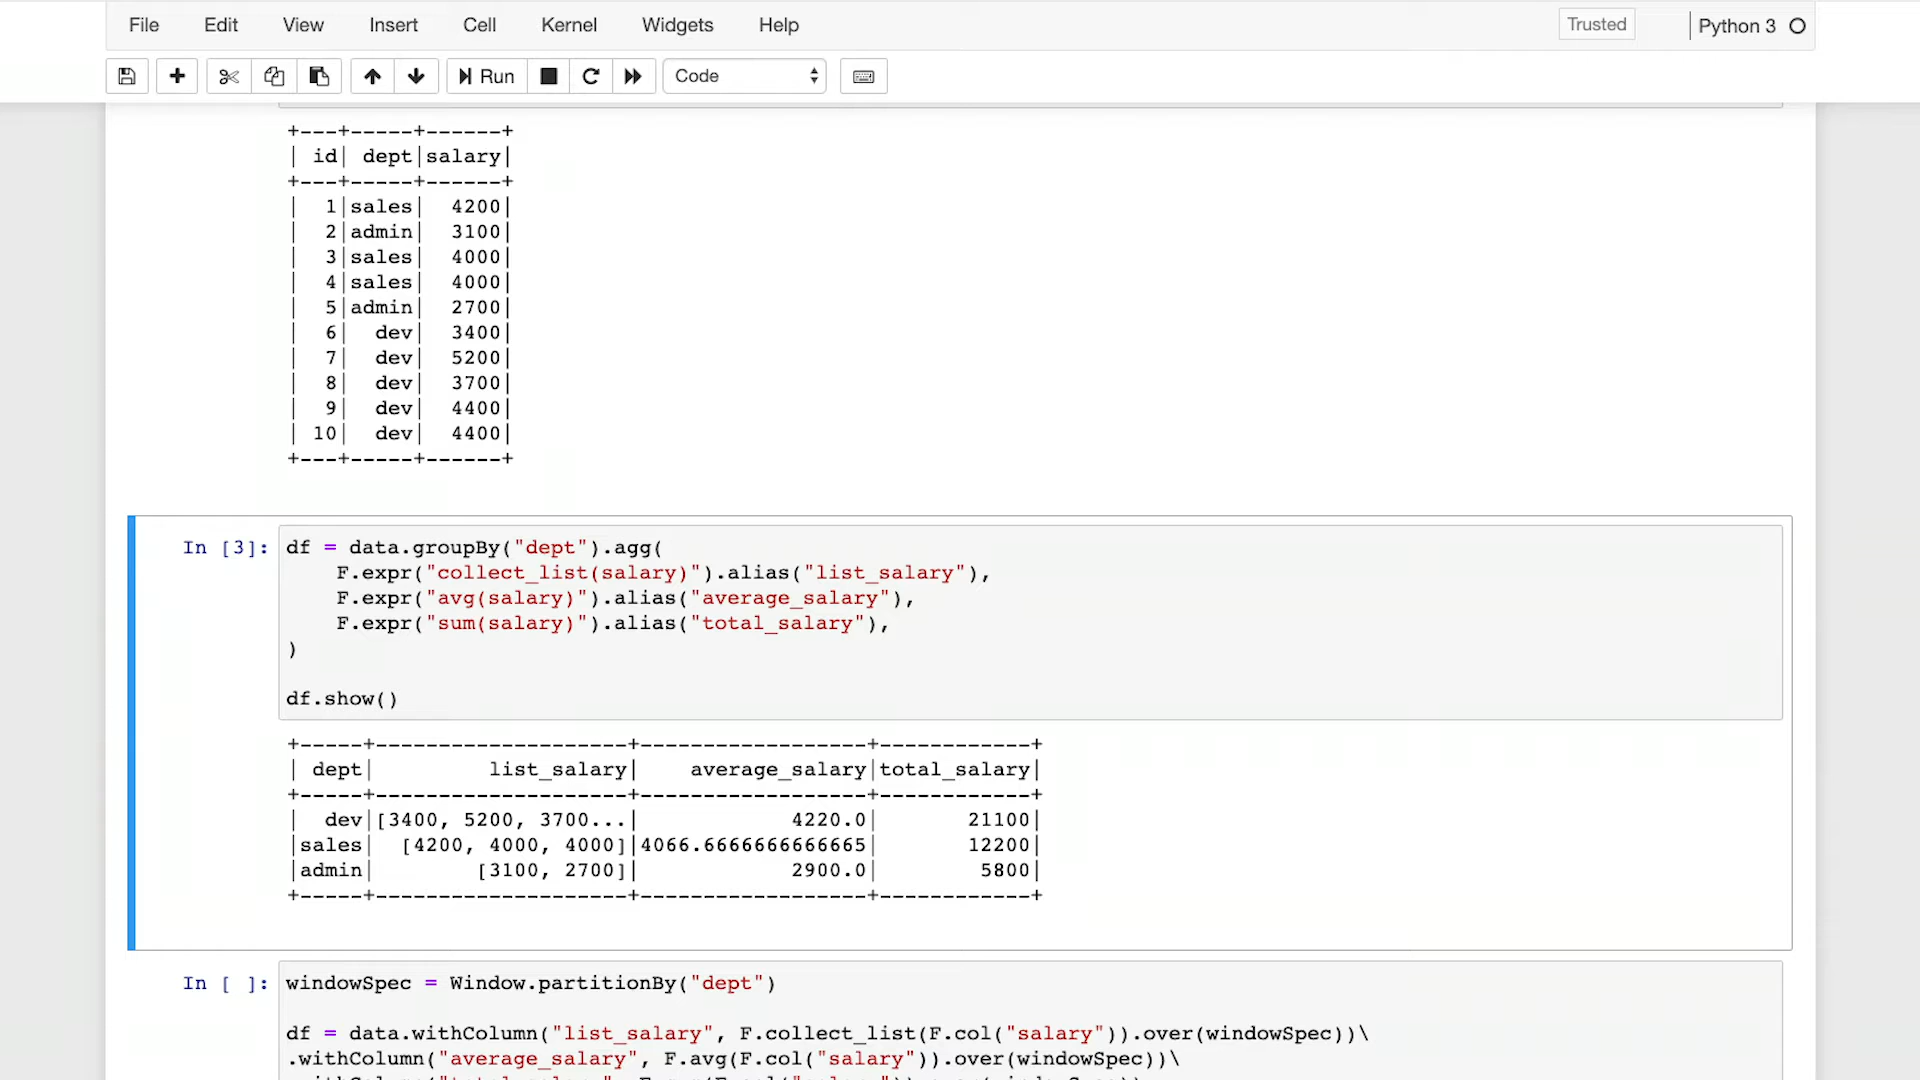 File Edit View Insert Cell Kernel Widgets Help Trusted Python 3
Run Code
+---+-----+------+
| id| dept|salary|
+---+-----+------+
| 1|sales| 4200|
| 2|admin| 3100|
| 3|sales| 4000|
| 4|sales| 4000|
| 5|admin| 2700|
| 6| dev| 3400|
| 7| dev| 5200|
| 8| dev| 3700|
| 9| dev| 4400|
| 10| dev| 4400|
+---+-----+------+
In [3]: df = data.groupBy("dept").agg(
F.expr("collect_list(salary)").alias("list_salary"),
F.expr("avg(salary)").alias("average_salary"),
F.expr("sum(salary)").alias("total_salary"),
)
df.show()
+-----+--------------------+------------------+------------+
| dept| list_salary| average_salary|total_salary|
+-----+--------------------+------------------+------------+
| dev|[3400, 5200, 3700...| 4220.0| 21100|
|sales| [4200, 4000, 4000]|4066.6666666666665| 12200|
|admin| [3100, 2700]| 2900.0| 5800|
+-----+--------------------+------------------+------------+
In [ ]: windowSpec = Window.partitionBy("dept")
df = data.withColumn("list_salary", F.collect_list(F.col("salary")).over(windowSpec))\
.withColumn("average_salary", F.avg(F.col("salary")).over(windowSpec))\